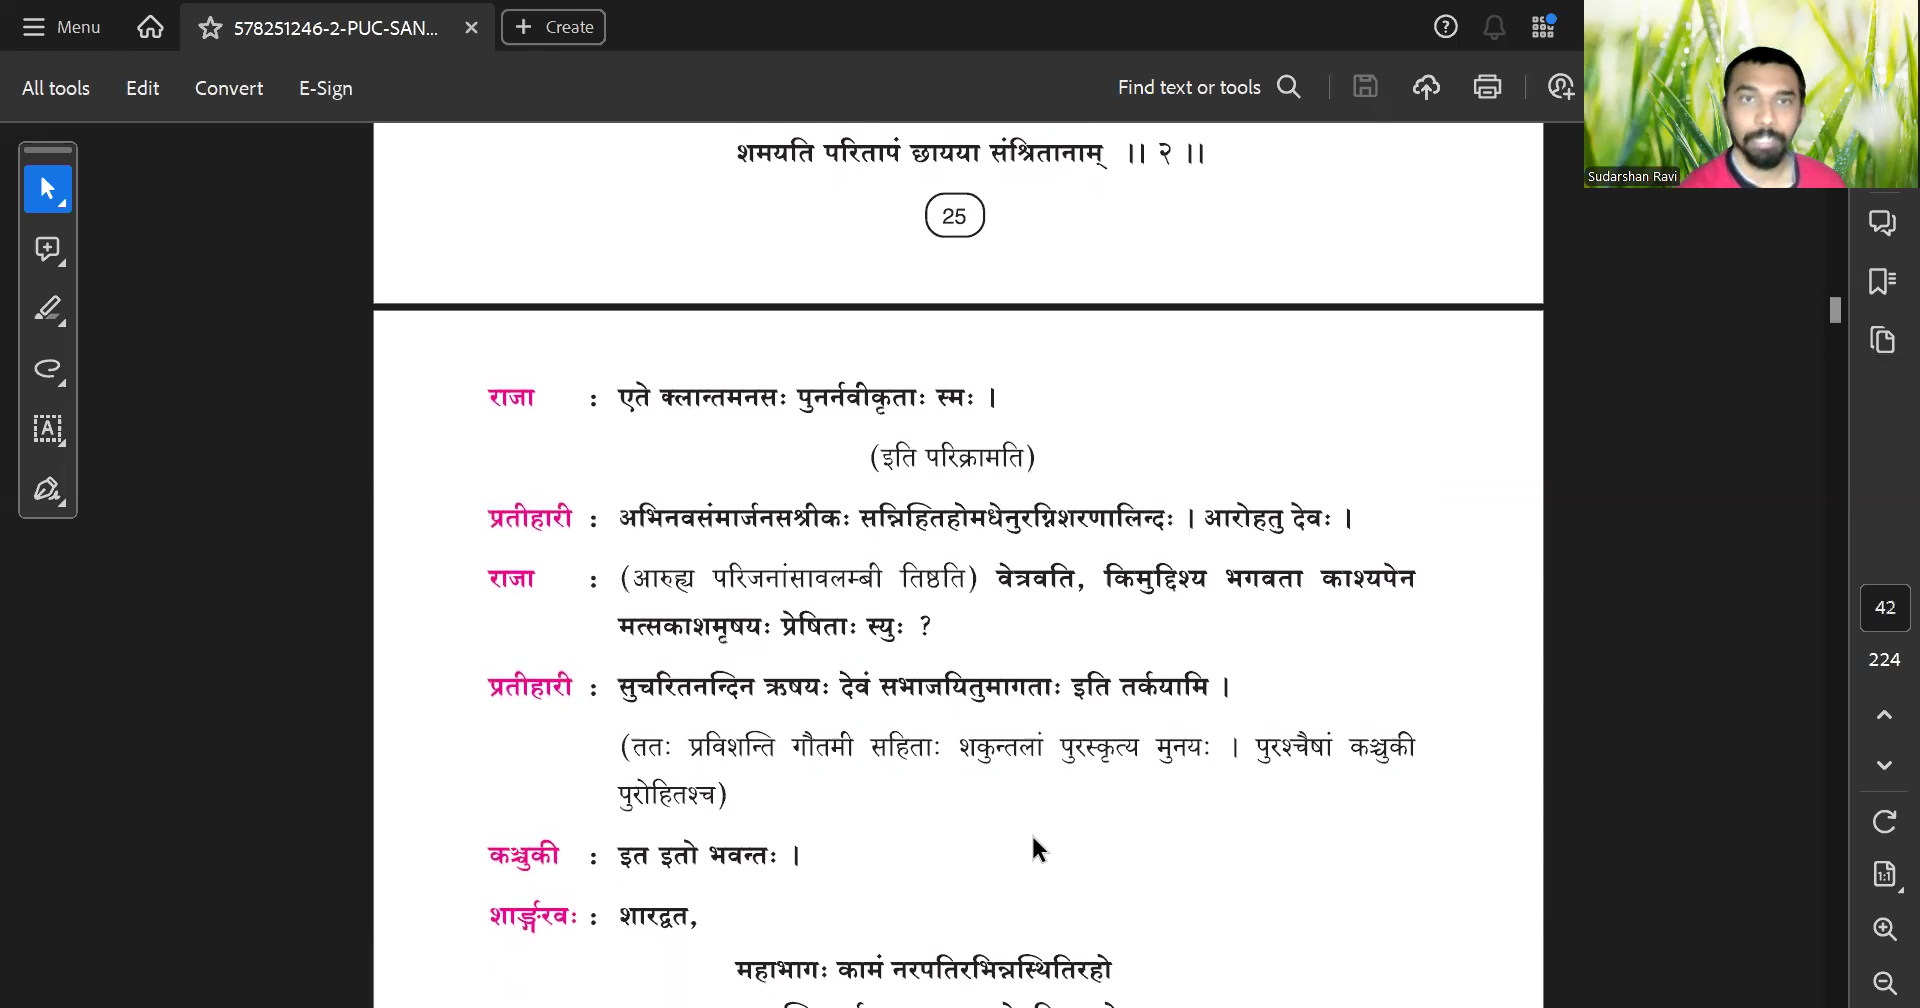 Menu
578251246-2-PUC-SAN...
Create
All tools Edit Convert E-Sign
Find text or tools
Sudarshan Ravi
शमयति परितापं छायया संश्रितानाम् ।। २ ।।
25
राजा : एते क्लान्तमनसः पुनर्नवीकृताः स्मः ।
(इति परिक्रामति)
प्रतीहारी : अभिनवसंमार्जनसश्रीकः सन्निहितहोमधेनुरग्निशरणालिन्दः । आरोहतु देवः ।
राजा : (आरुह्य परिजनांसावलम्बी तिष्ठति) वेत्रवति, किमुद्दिश्य भगवता काश्यपेन
मत्सकाशमृषयः प्रेषिताः स्युः ?
प्रतीहारी : सुचरितनन्दिन ऋषयः देवं सभाजयितुमागताः इति तर्कयामि ।
(ततः प्रविशन्ति गौतमी सहिताः शकुन्तलां पुरस्कृत्य मुनयः । पुरश्चैषां कञ्चुकी
पुरोहितश्च)
कञ्चुकी : इत इतो भवन्तः ।
शार्ङ्गरवः : शारद्वत,
महाभागः कामं नरपतिरभिन्नस्थितिरहो
42
224